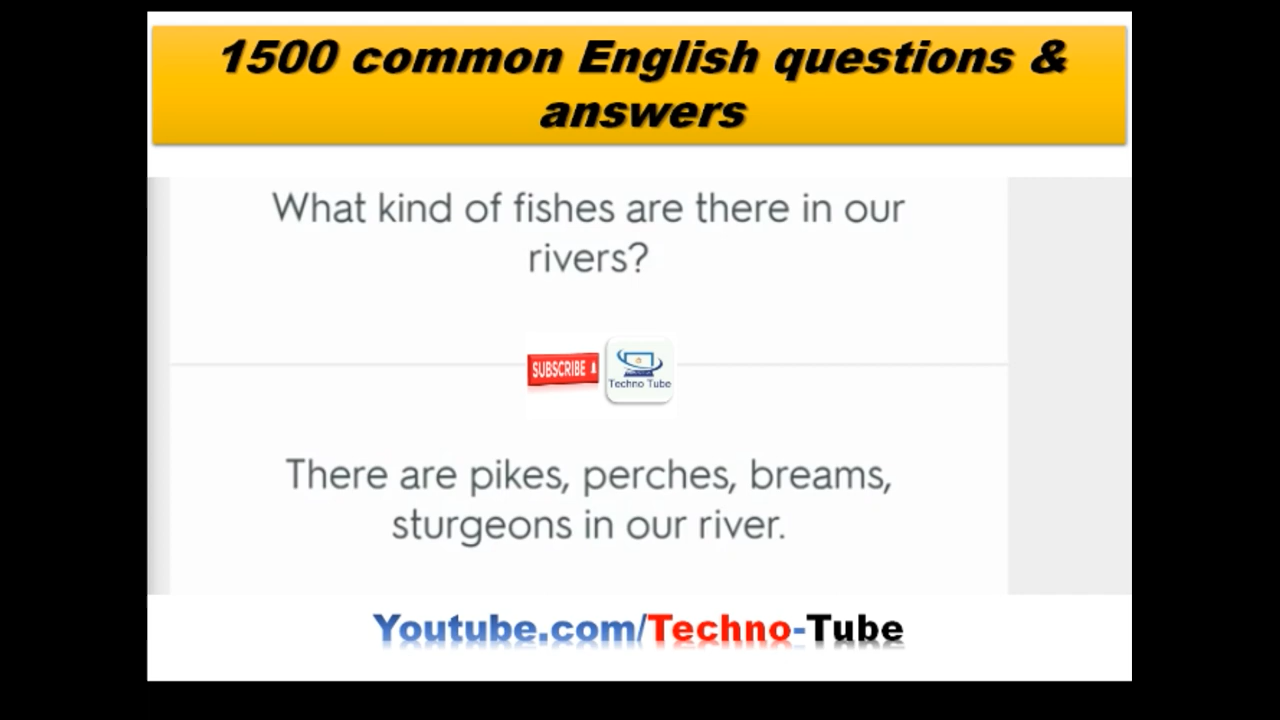 1500 common English questions &
answers
What kind of fishes are there in our
rivers?
SUBSCRIBE
Techno Tube
There are pikes, perches, breams,
sturgeons in our river.
Youtube.com/Techno-Tube